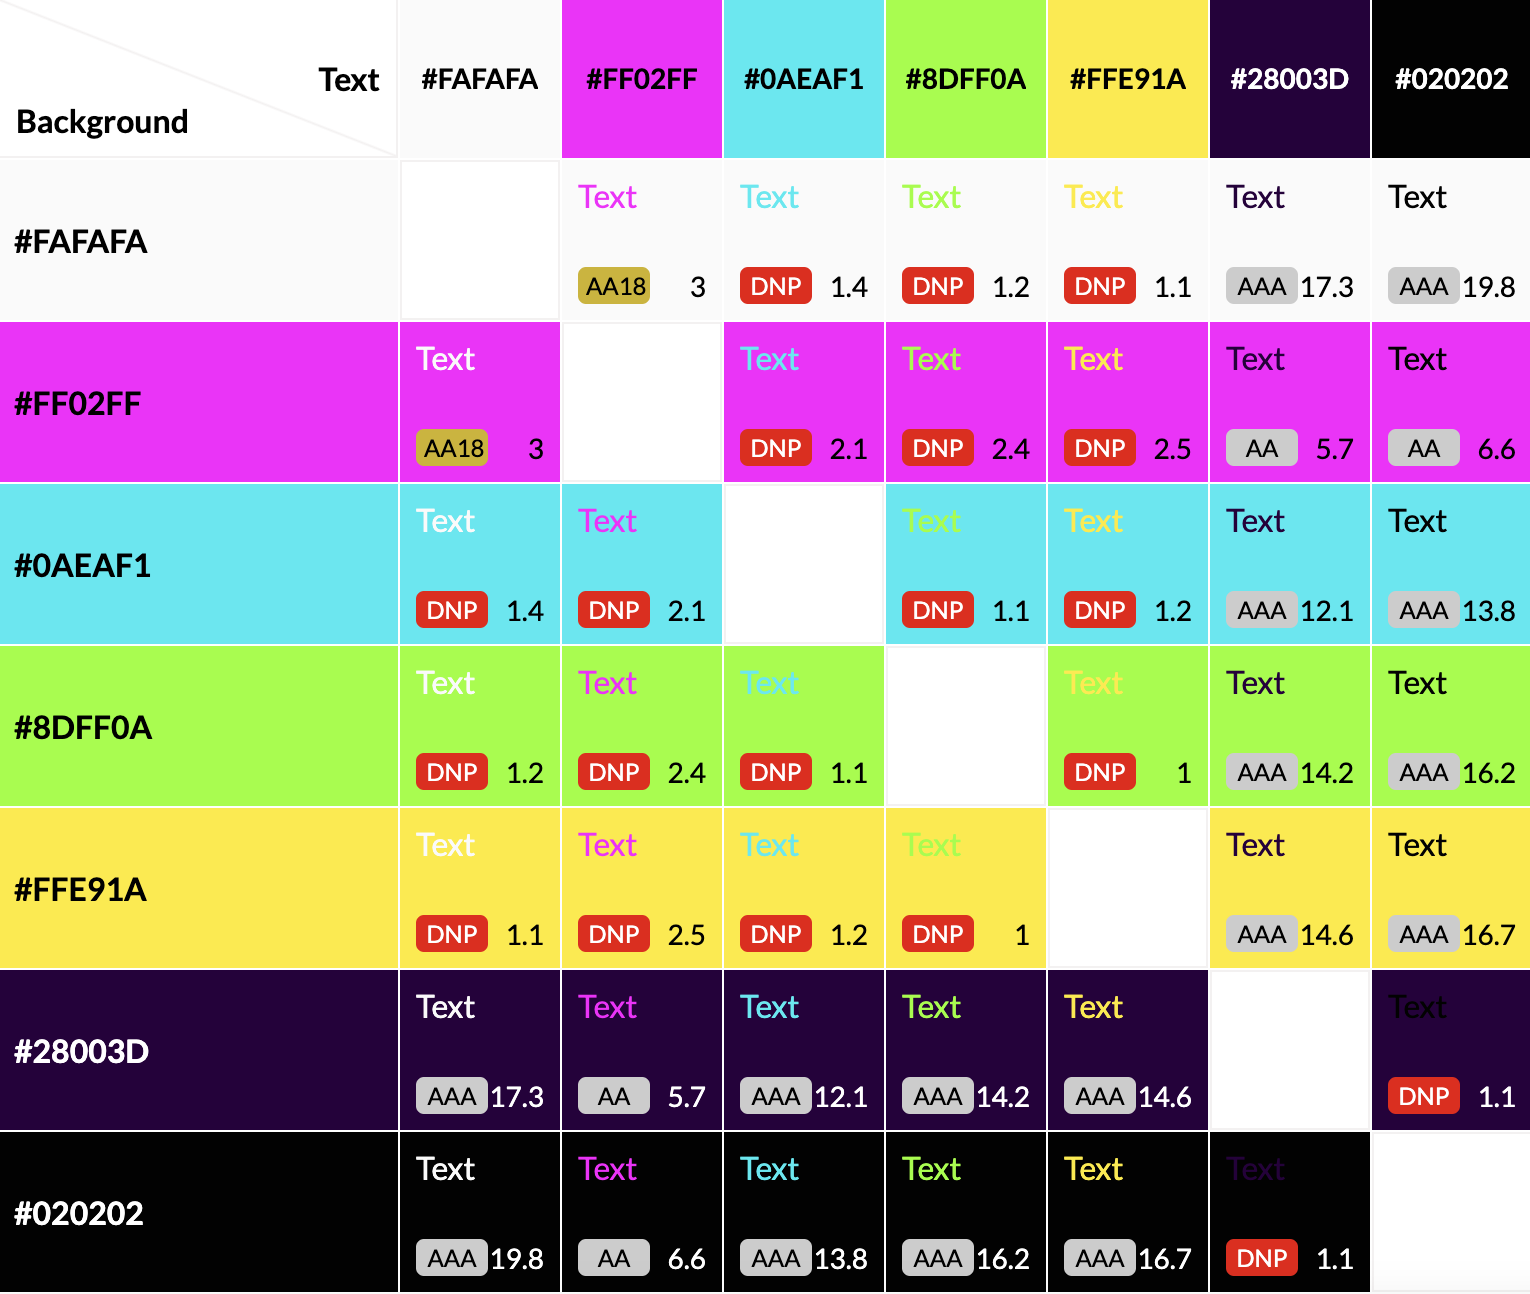 Text
Background
#FAFAFA #FF02FF #0AEAF1 #8DFF0A #FFE91A #28003D #020202
#FAFAFA
Text Text Text Text Text Text
AA18 3 DNP 1.4 DNP 1.2 DNP 1.1 AAA 17.3 AAA 19.8
#FF02FF
Text Text Text Text Text Text
AA18 3 DNP 2.1 DNP 2.4 DNP 2.5 AA 5.7 AA 6.6
#0AEAF1
Text Text Text Text Text Text
DNP 1.4 DNP 2.1 DNP 1.1 DNP 1.2 AAA 12.1 AAA 13.8
#8DFF0A
Text Text Text Text Text Text
DNP 1.2 DNP 2.4 DNP 1.1 DNP 1 AAA 14.2 AAA 16.2
#FFE91A
Text Text Text Text Text Text
DNP 1.1 DNP 2.5 DNP 1.2 DNP 1 AAA 14.6 AAA 16.7
#28003D
Text Text Text Text Text Text
AAA 17.3 AA 5.7 AAA 12.1 AAA 14.2 AAA 14.6 DNP 1.1
#020202
Text Text Text Text Text Text
AAA 19.8 AA 6.6 AAA 13.8 AAA 16.2 AAA 16.7 DNP 1.1